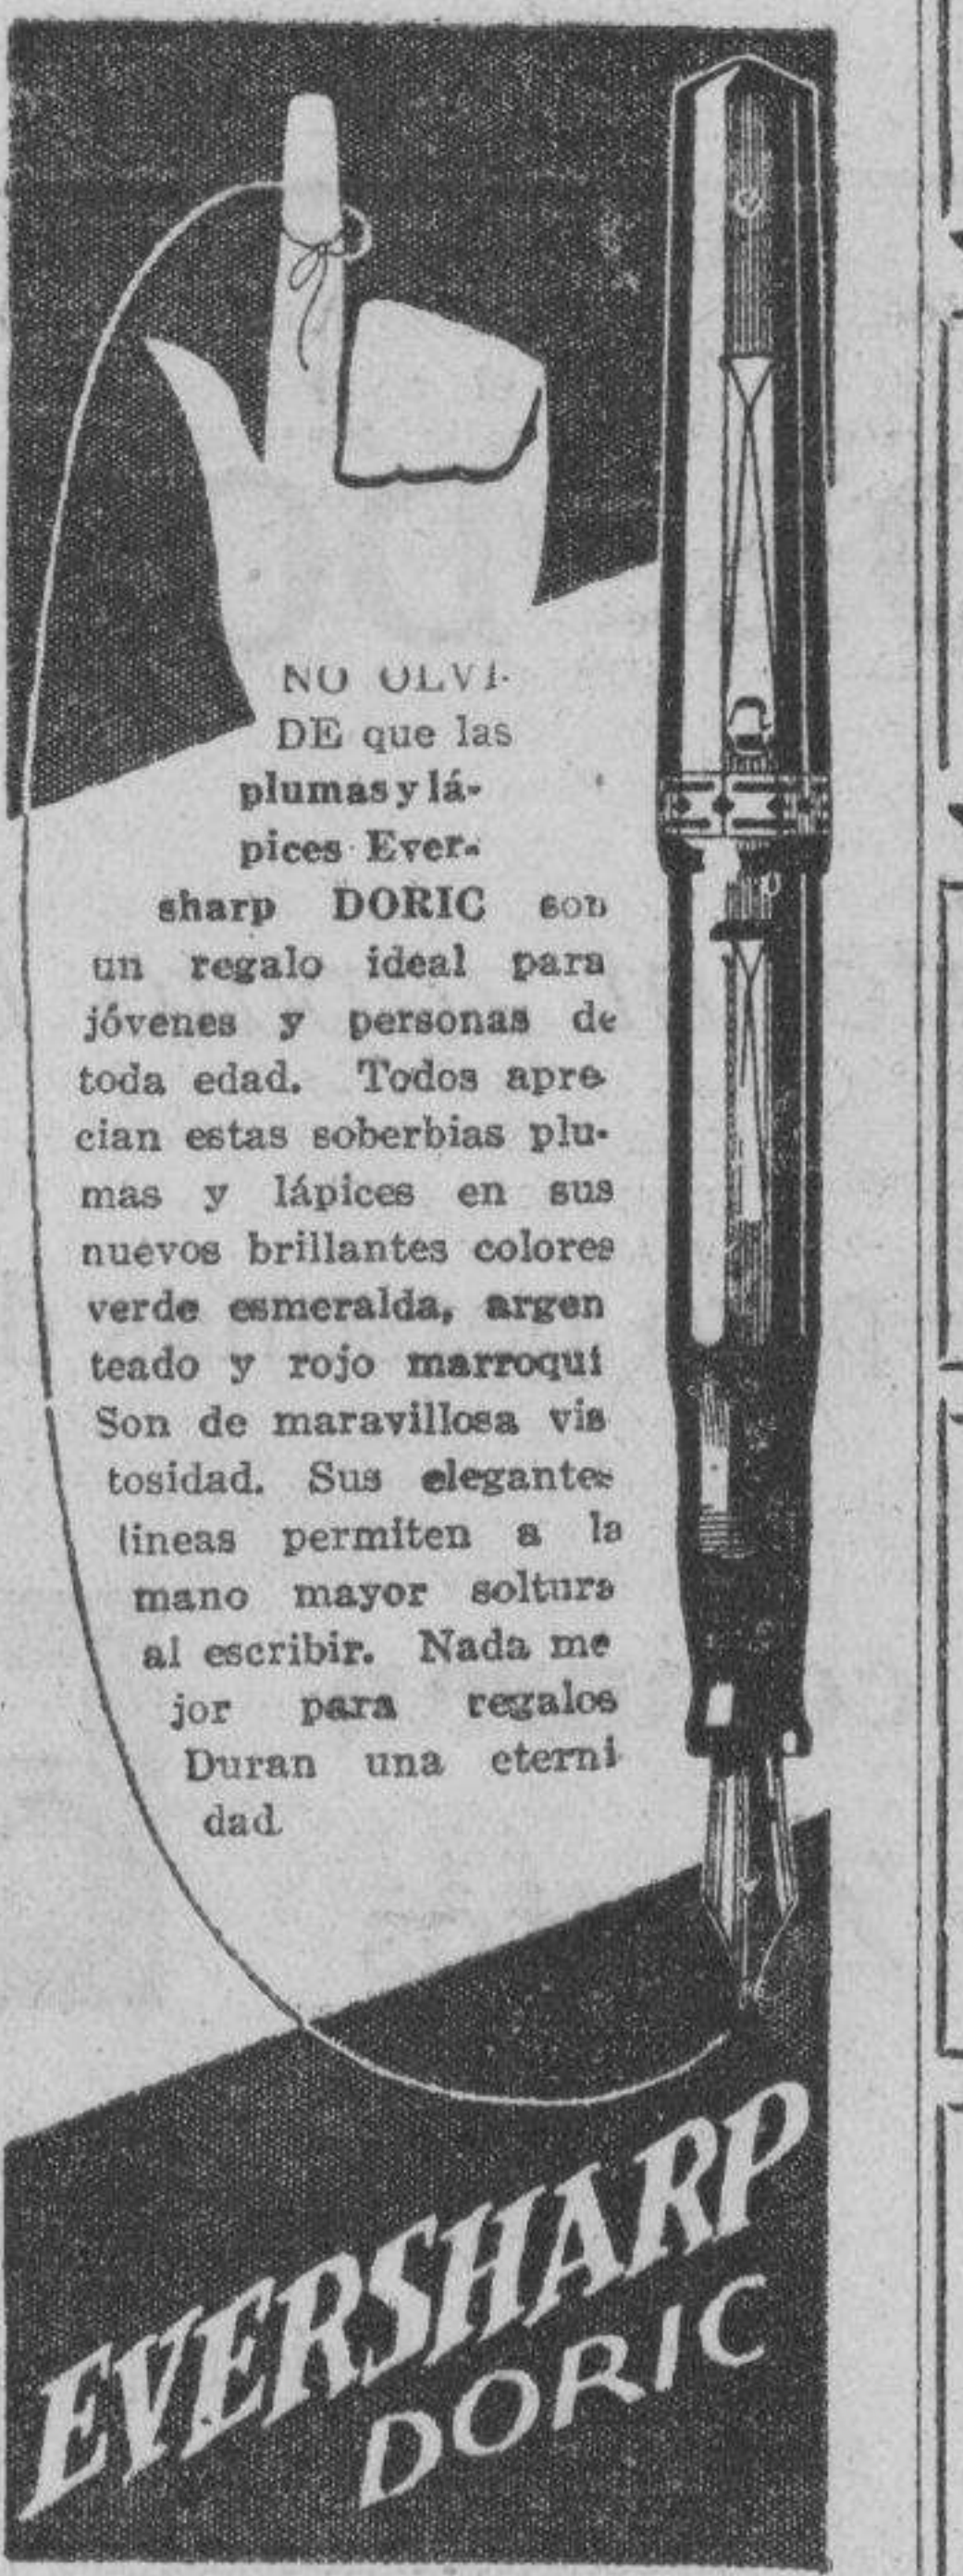 NO OLVI-
DE que las
plumas y lá-
pices Ever-
sharp DORIC son
un regalo ideal para
jóvenes y personas de
toda edad. Todos apre-
cian estas soberbias plu-
mas y lápices en sus
nuevos brillantes colores
verde esmeralda, argen
teado y rojo marroquí
Son de maravillosa vis
tosidad. Sus elegantes
lineas permiten a la
mano mayor soltura
al escribir. Nada me
jor para regalos
Duran una eterni
dad.
EVERSHARP
DORIC